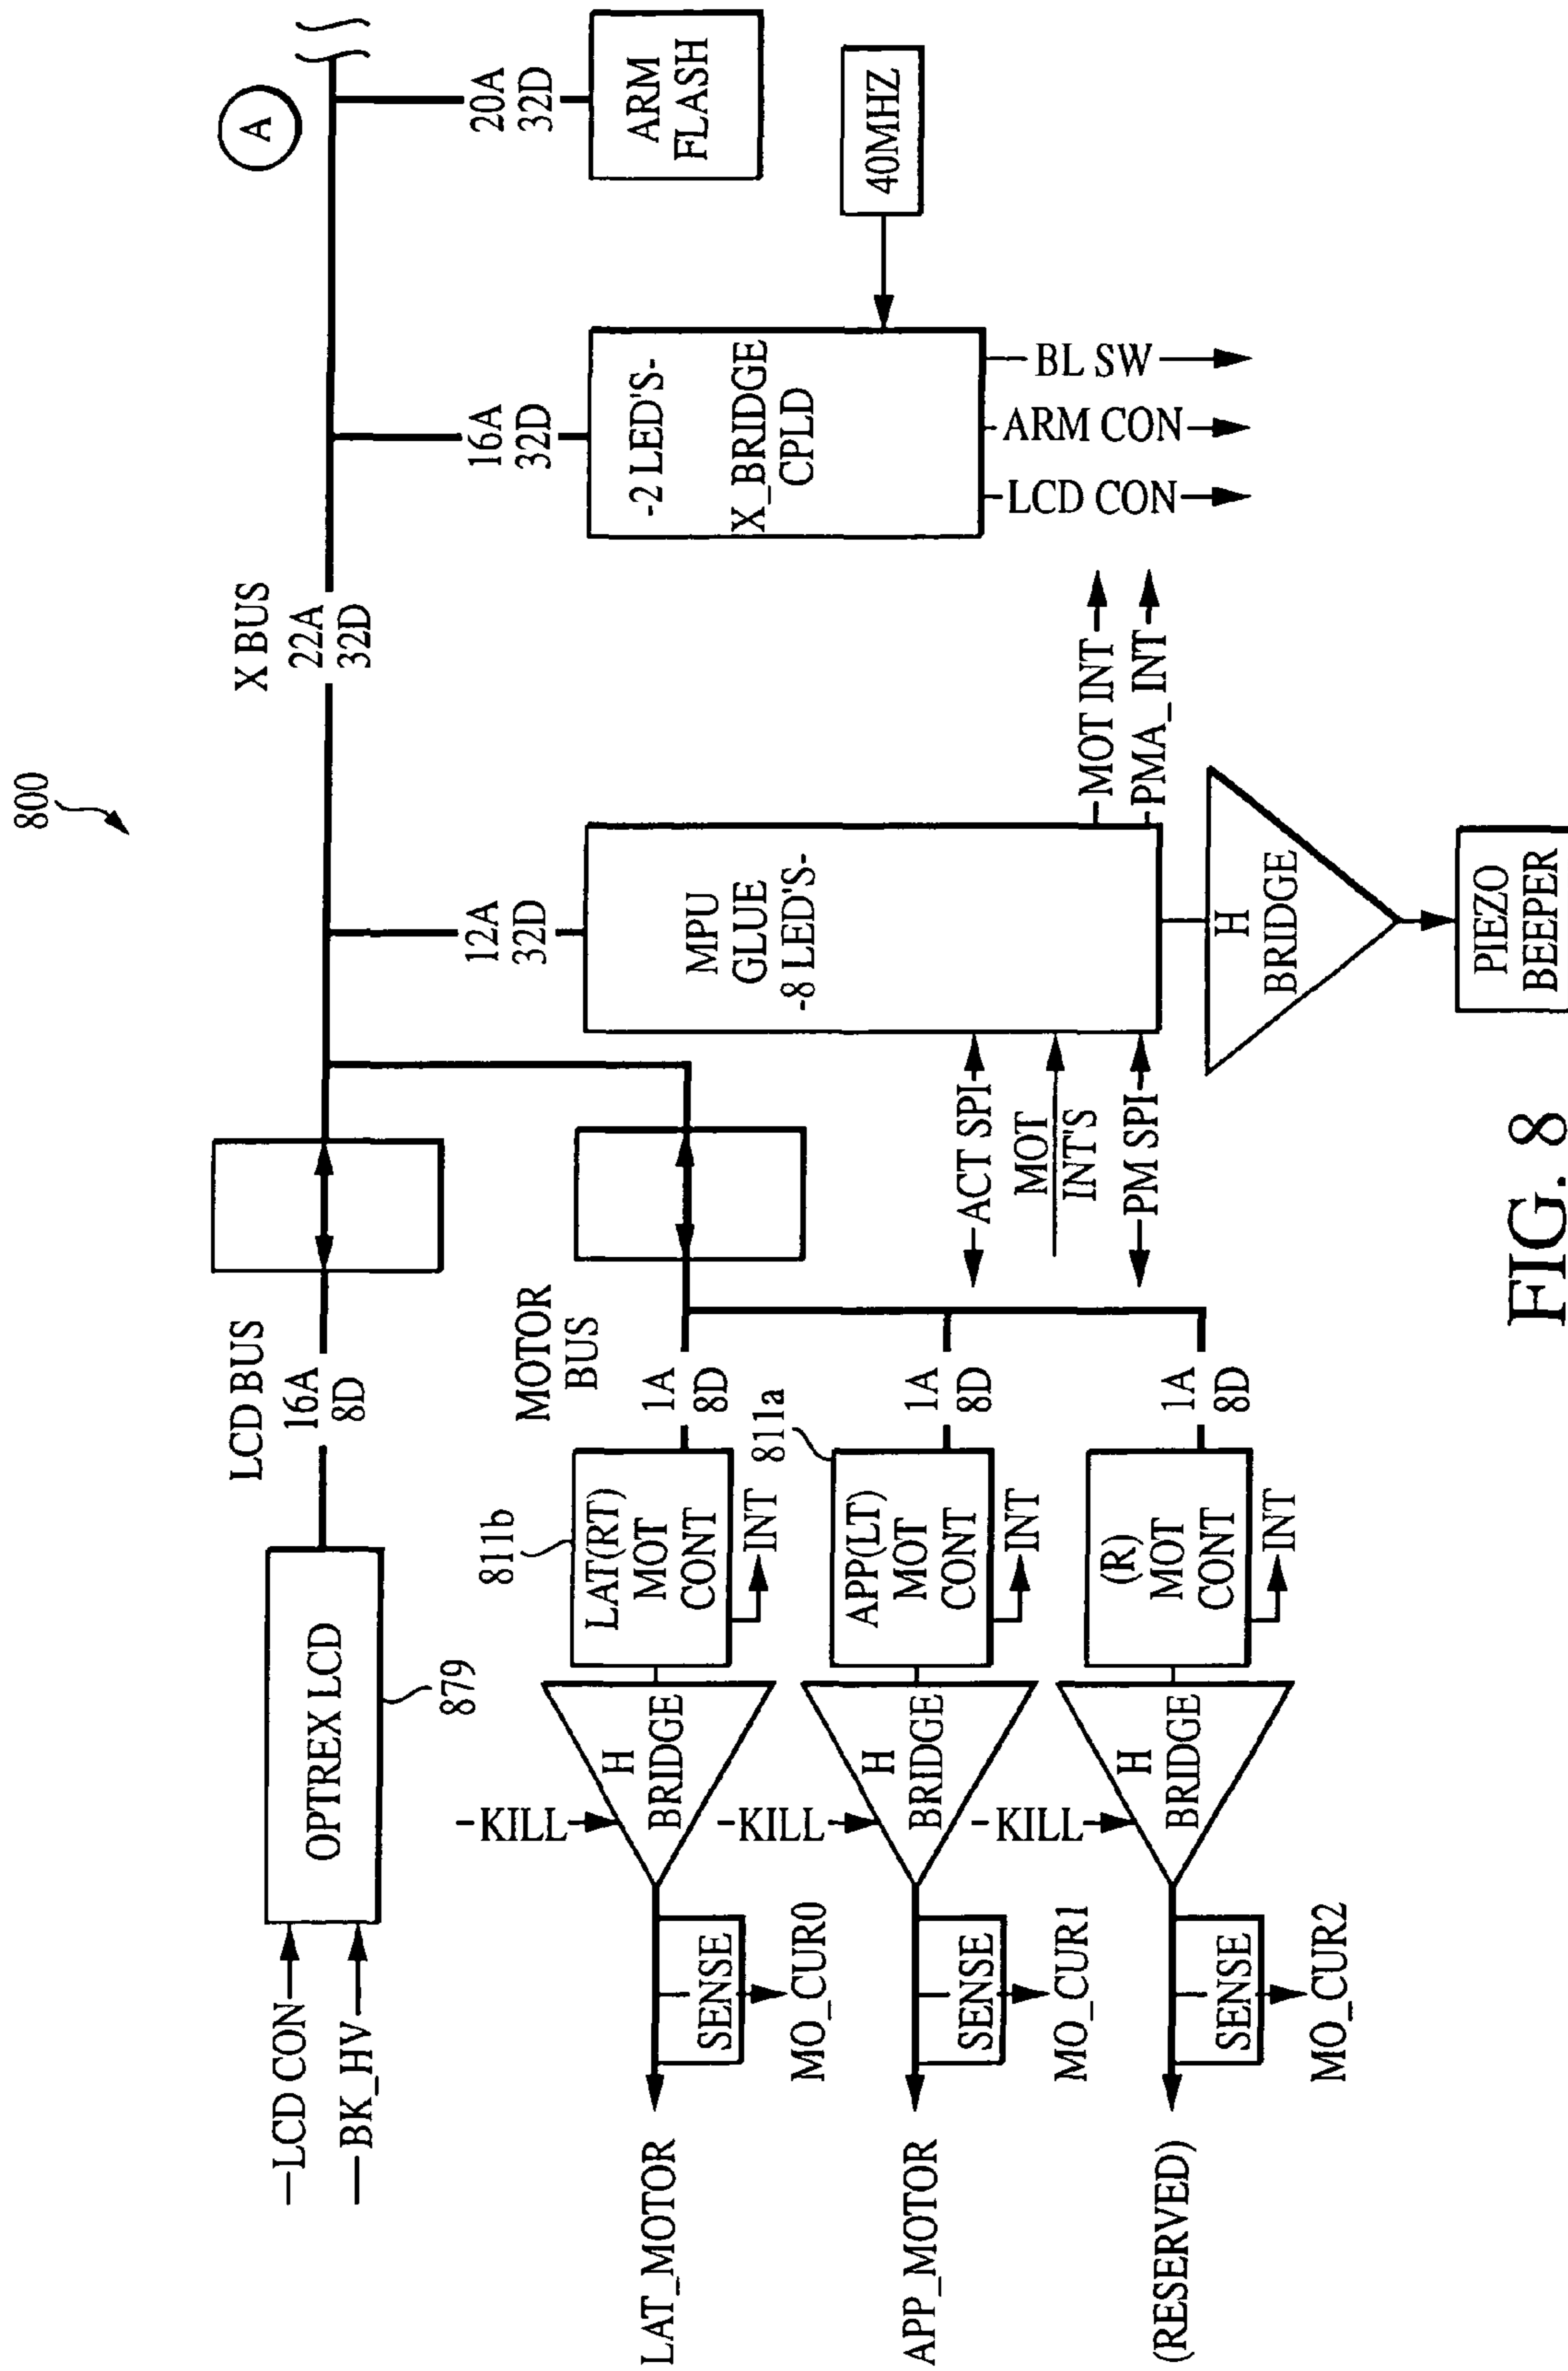 800
A
X BUS
22A
32D
20A
32D
ARM
FLASH
16A
32D
-2 LED'S-
X_BRIDGE
CPLD
40MHZ
BL SW
ARM CON
LCD CON
12A
32D
MPU
GLUE
-8 LED'S-
MOT INT
PMA_INT
ACT SPI
MOT
INT'S
PM SPI
H
BRIDGE
PIEZO
BEEPER
LCD BUS
16A
8D
OPTREX LCD
879
LCD CON
BK_HV
MOTOR
BUS
1A
8D
811b
LAT(RT)
MOT
CONT
INT
H
BRIDGE
KILL
SENSE
MO_CUR0
LAT_MOTOR
1A
8D
811a
APP(LT)
MOT
CONT
INT
H
BRIDGE
KILL
SENSE
MO_CUR1
APP_MOTOR
1A
8D
(R)
MOT
CONT
INT
H
BRIDGE
KILL
SENSE
MO_CUR2
(RESERVED)
FIG. 8